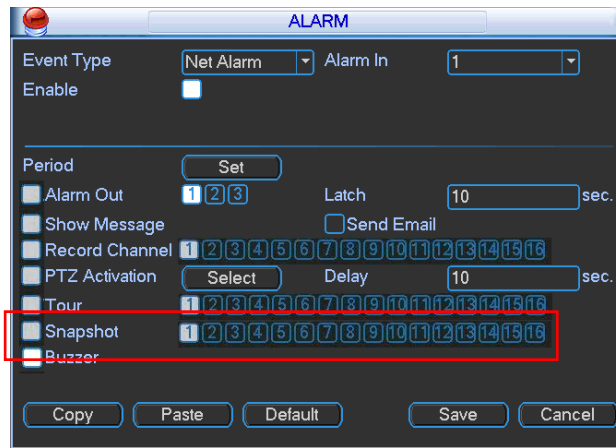 ALARM
Event Type Net Alarm Alarm In 1
Enable
Period Set
Alarm Out 1 2 3 Latch 10 sec.
Show Message Send Email
Record Channel 1 2 3 4 5 6 7 8 9 10 11 12 13 14 15 16
PTZ Activation Select Delay 10 sec.
Tour 1 2 3 4 5 6 7 8 9 10 11 12 13 14 15 16
Snapshot 1 2 3 4 5 6 7 8 9 10 11 12 13 14 15 16
Buzzer
Copy Paste Default Save Cancel